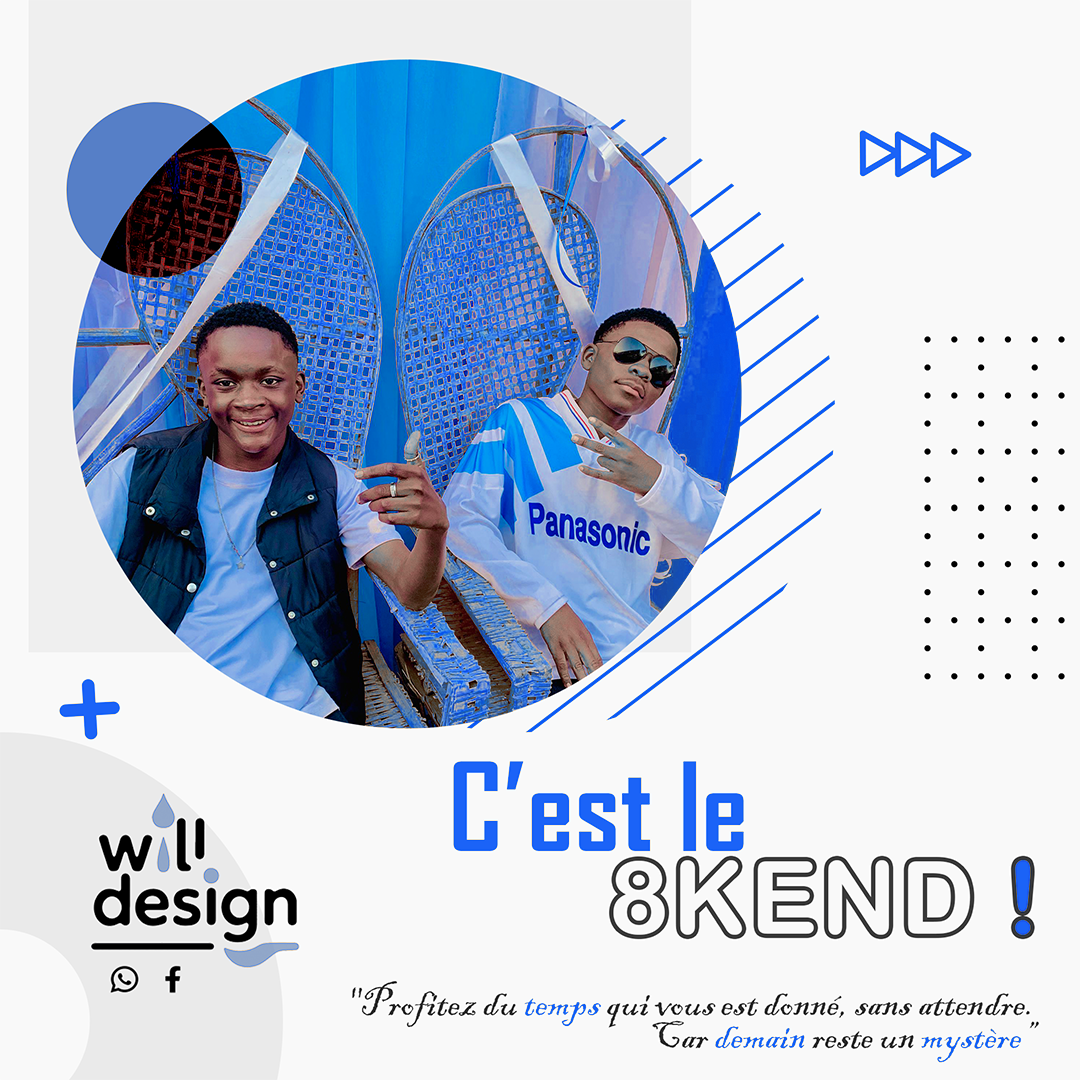 Panasonic
C'est le
8KEND !
will
design
"Profitez du temps qui vous est donné, sans attendre.
Car demain reste un mystère"